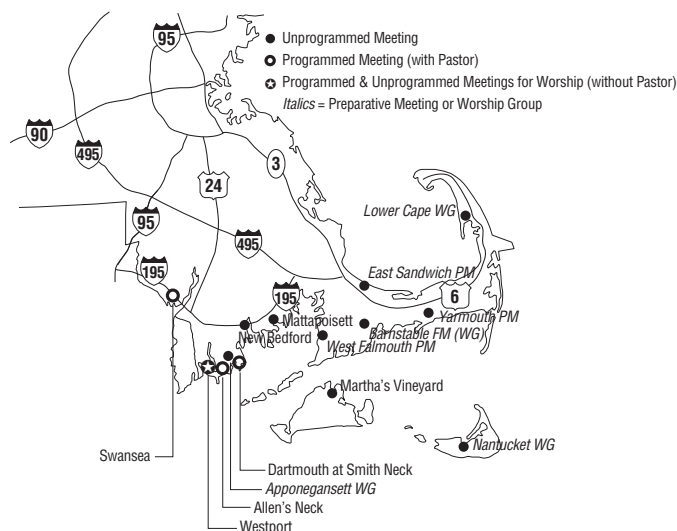 95
Unprogrammed Meeting
Programmed Meeting (with Pastor)
Programmed & Unprogrammed Meetings for Worship (without Pastor)
Italics = Preparative Meeting or Worship Group
90
495
3
24
95
Lower Cape WG
495
195
East Sandwich PM
195
6
Mattapoisett
Yarmouth PM
New Bedford
Barnstable FM (WG)
West Falmouth PM
Martha's Vineyard
Nantucket WG
Swansea
Dartmouth at Smith Neck
Apponegansett WG
Allen's Neck
Westport